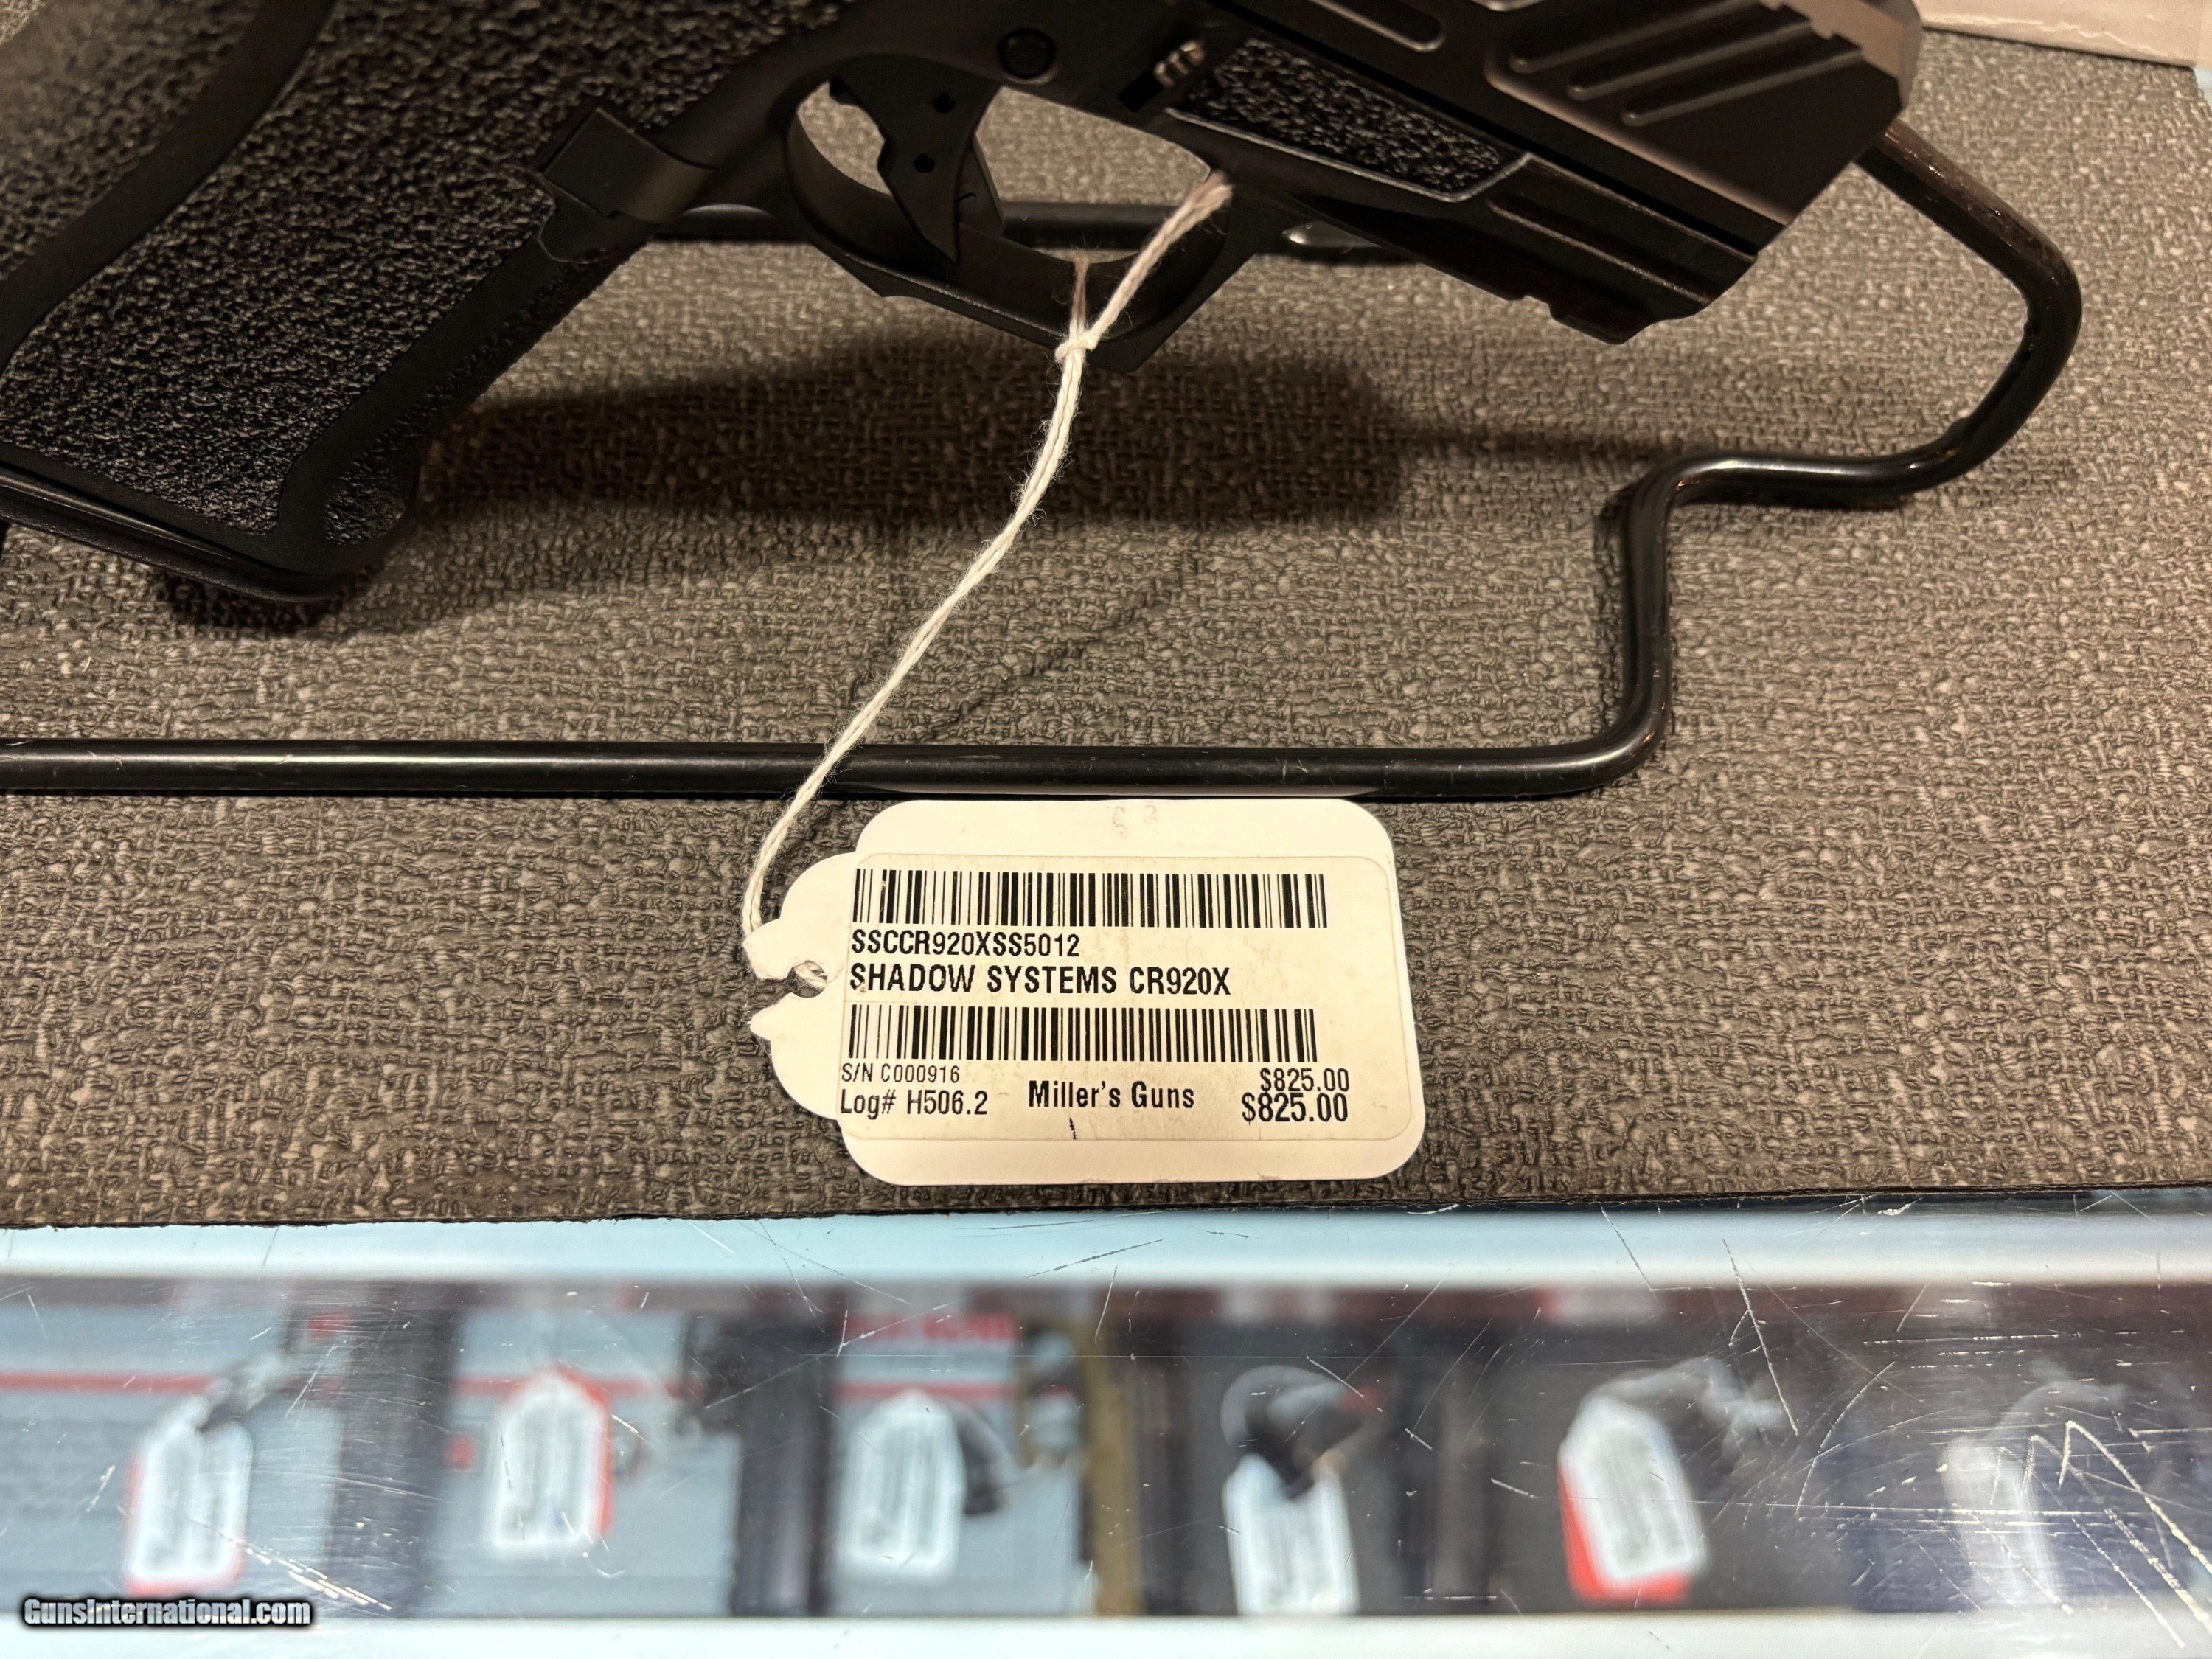 SSCCR920XSS5012
SHADOW SYSTEMS CR920X
S/N C000916
$825.00
Log# H506.2
Miller's Guns
$825.00
GunsInternational.com